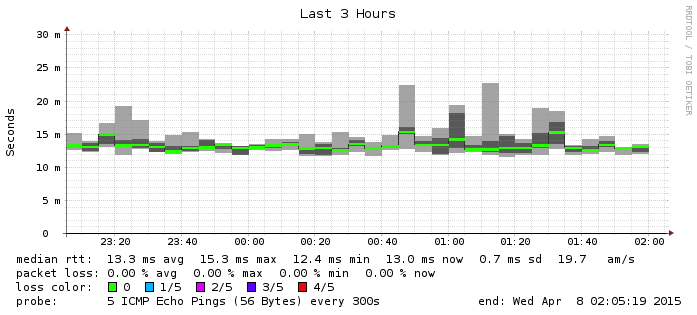 Last 3 Hours
RRDTOOL / TOBI OETIKER
Seconds
30 m
25 m
20 m
15 m
10 m
5 m
0
23:20 23:40 00:00 00:20 00:40 01:00 01:20 01:40 02:00
median rtt: 13.3 ms avg 15.3 ms max 12.4 ms min 13.0 ms now 0.7 ms sd 19.7 am/s
packet loss: 0.00 % avg 0.00 % max 0.00 % min 0.00 % now
loss color: 0 1/5 2/5 3/5 4/5
probe: 5 ICMP Echo Pings (56 Bytes) every 300s end: Wed Apr 8 02:05:19 2015